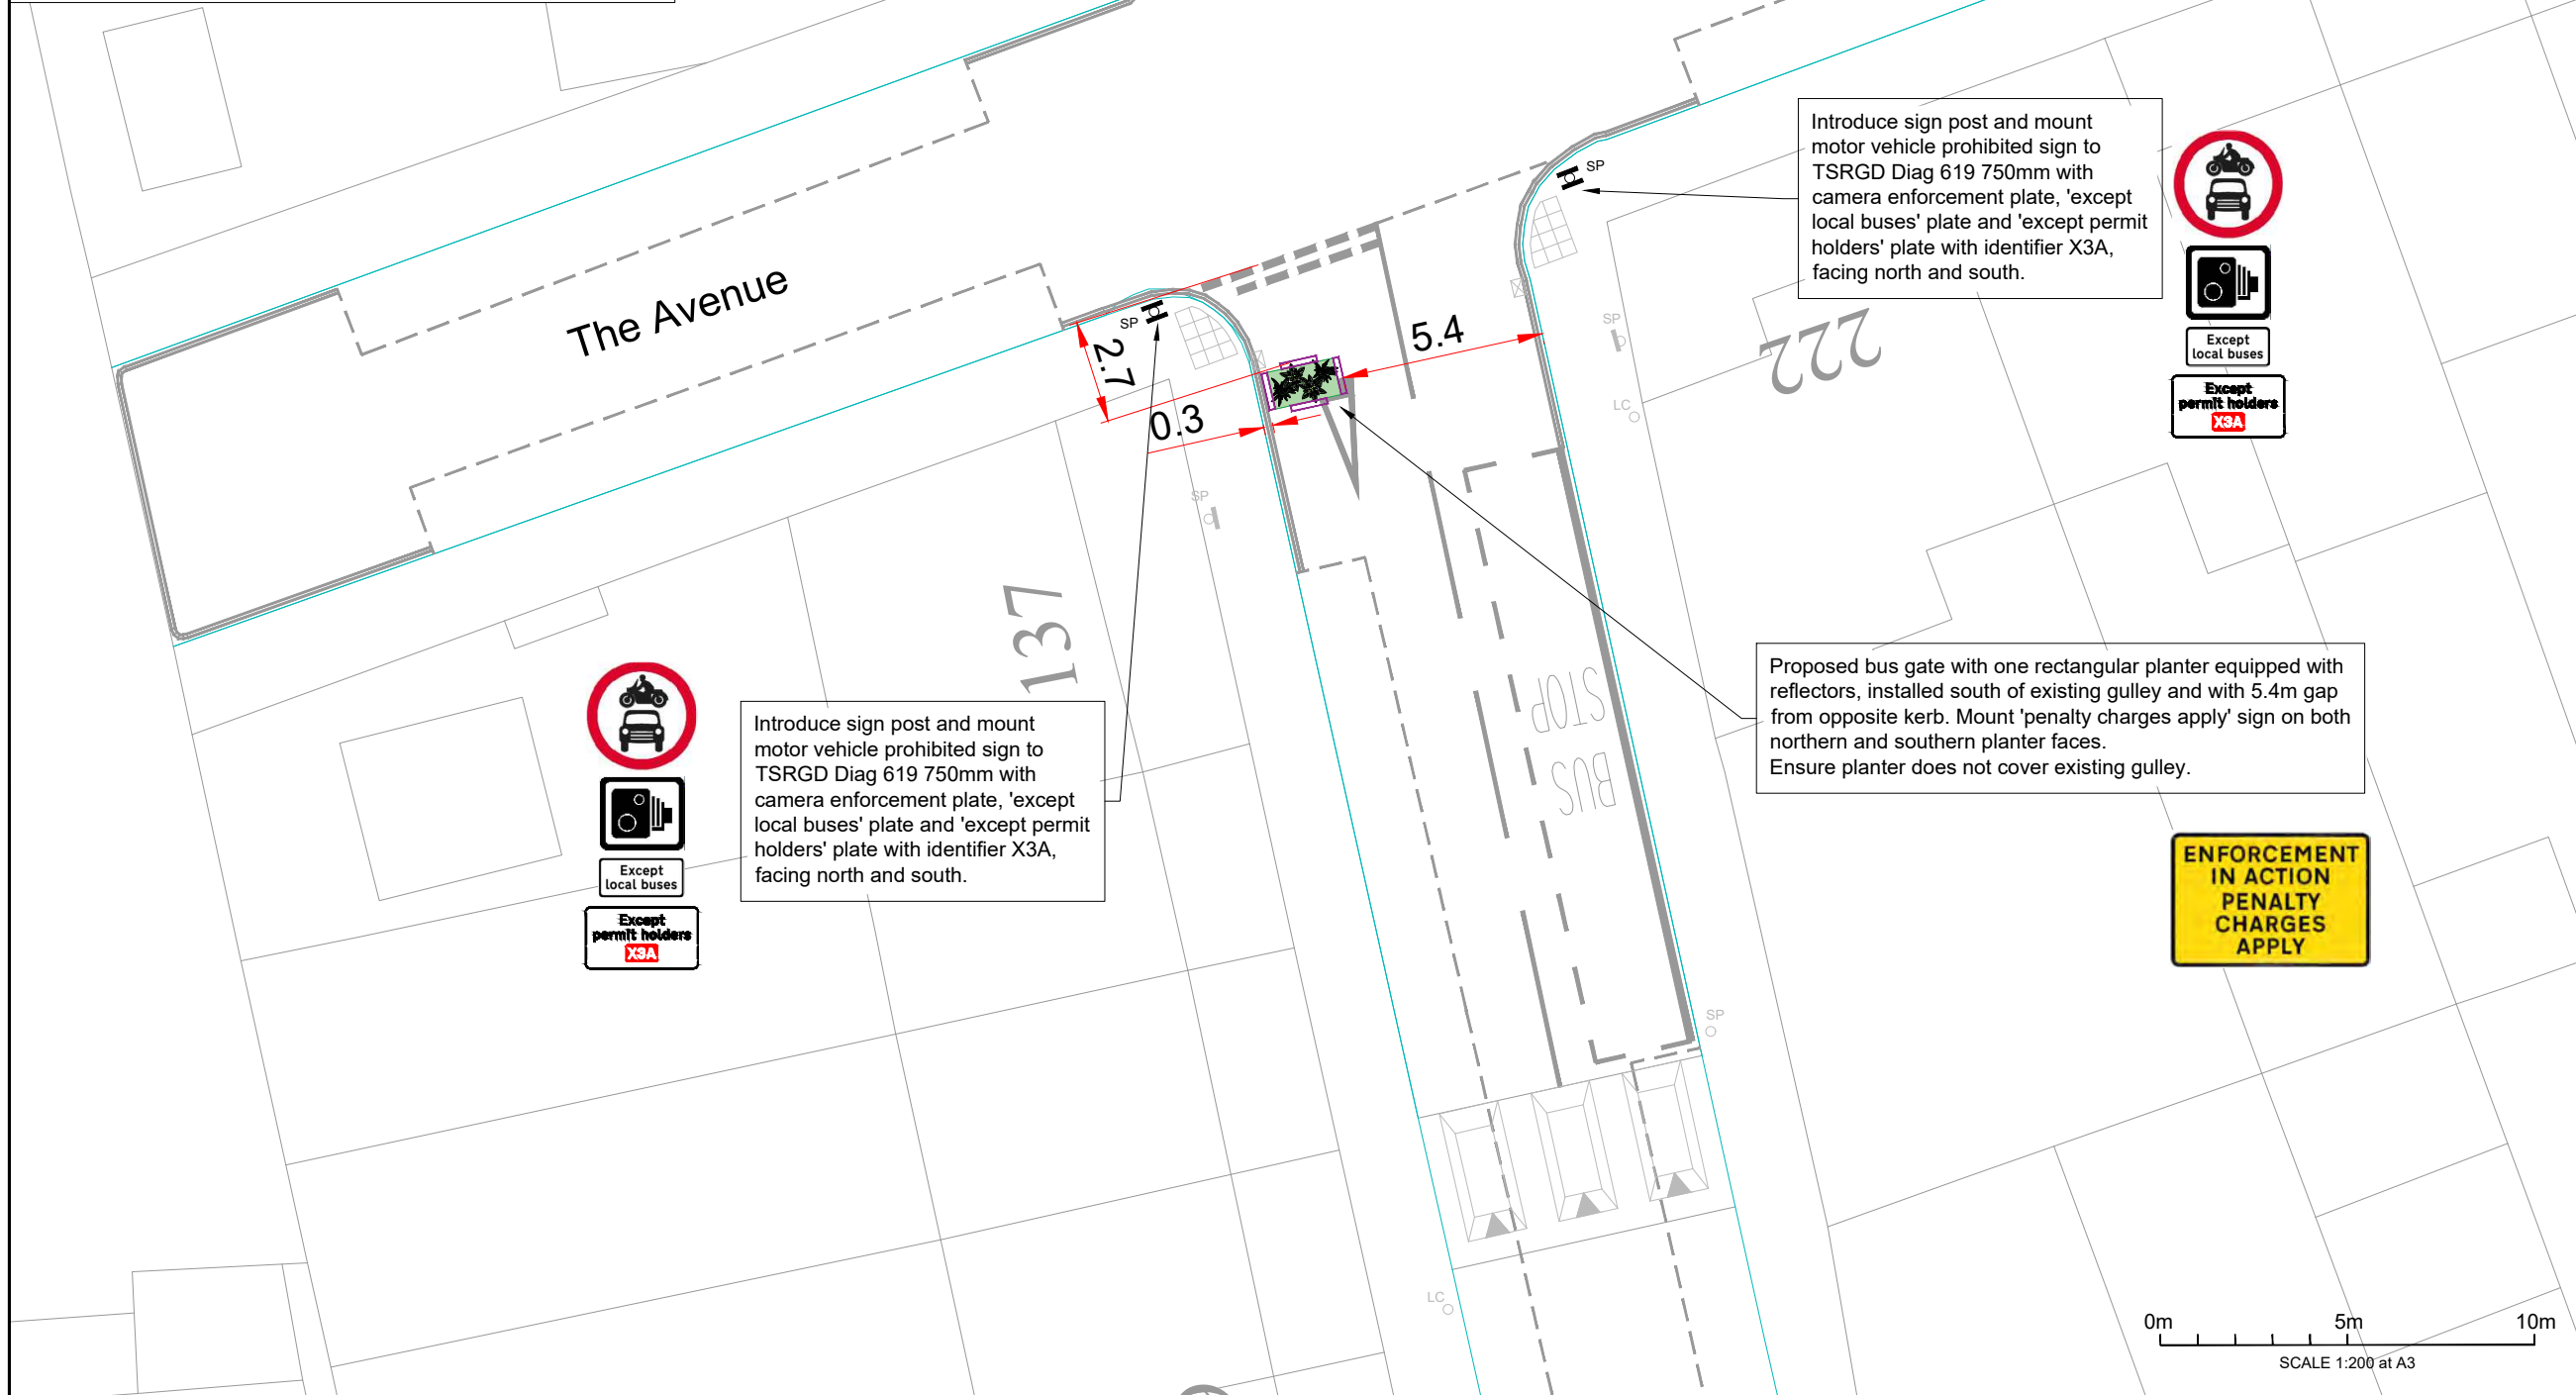 The Avenue
SP
SP
Introduce sign post and mount
motor vehicle prohibited sign to
TSRGD Diag 619 750mm with
camera enforcement plate, 'except
local buses' plate and 'except permit
holders' plate with identifier X3A,
facing north and south.
Except
local buses
Except
permit holders
X3A
2.7
0.3
5.4
SP
LC
222
SP
137
STOP
BUS
Introduce sign post and mount
motor vehicle prohibited sign to
TSRGD Diag 619 750mm with
camera enforcement plate, 'except
local buses' plate and 'except permit
holders' plate with identifier X3A,
facing north and south.
Except
local buses
Except
permit holders
X3A
Proposed bus gate with one rectangular planter equipped with
reflectors, installed south of existing gulley and with 5.4m gap
from opposite kerb. Mount 'penalty charges apply' sign on both
northern and southern planter faces.
Ensure planter does not cover existing gulley.
ENFORCEMENT
IN ACTION
PENALTY
CHARGES
APPLY
SP
LC
0m 5m 10m
SCALE 1:200 at A3